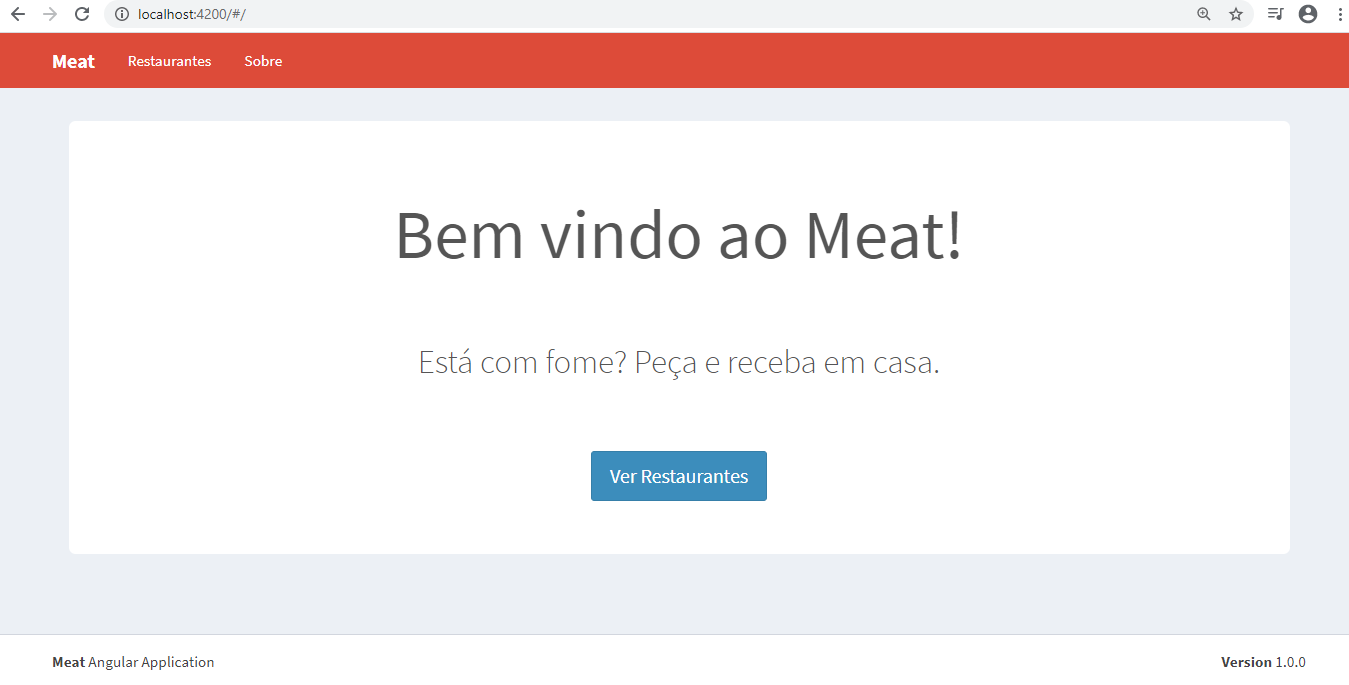 localhost:4200/#/
Meat Restaurantes Sobre
Bem vindo ao Meat!
Está com fome? Peça e receba em casa.
Ver Restaurantes
Meat Angular Application Version 1.0.0